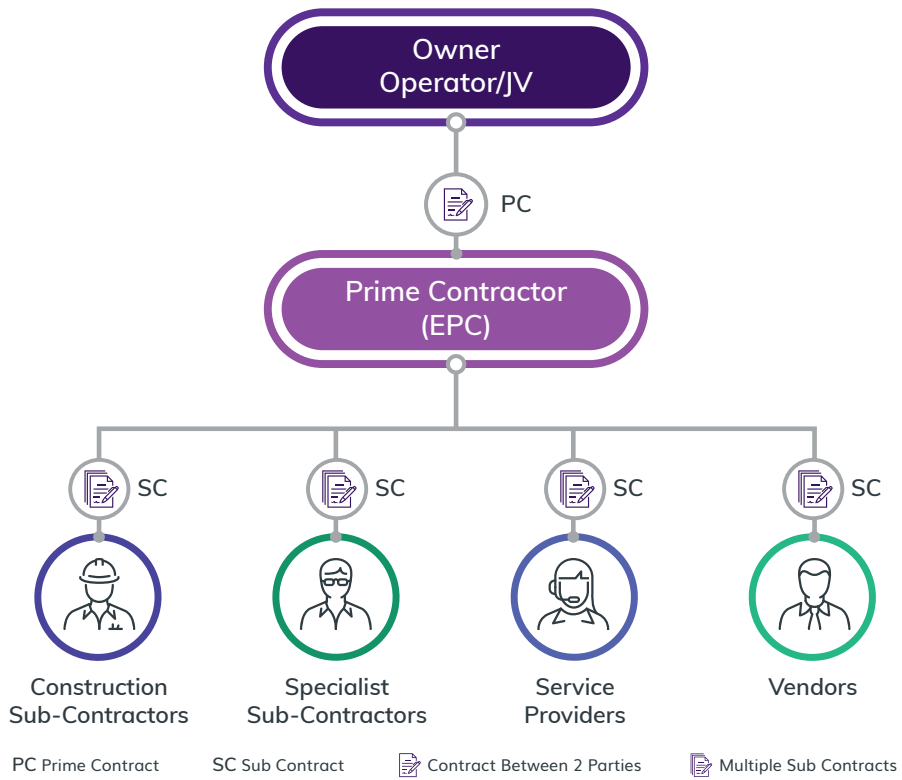 Owner
Operator/JV
PC
Prime Contractor
(EPC)
SC
SC
SC
SC
Construction
Sub-Contractors
Specialist
Sub-Contractors
Service
Providers
Vendors
PC Prime Contract
SC Sub Contract
Contract Between 2 Parties
Multiple Sub Contracts